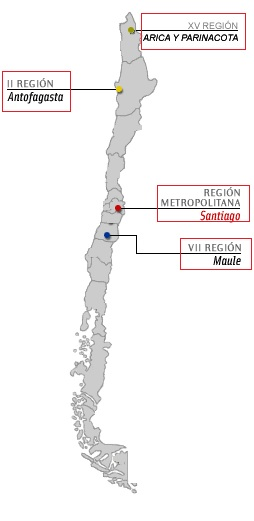 XV REGIÓN
ARICA Y PARINACOTA
II REGIÓN
Antofagasta
REGIÓN
METROPOLITANA
Santiago
VII REGIÓN
Maule